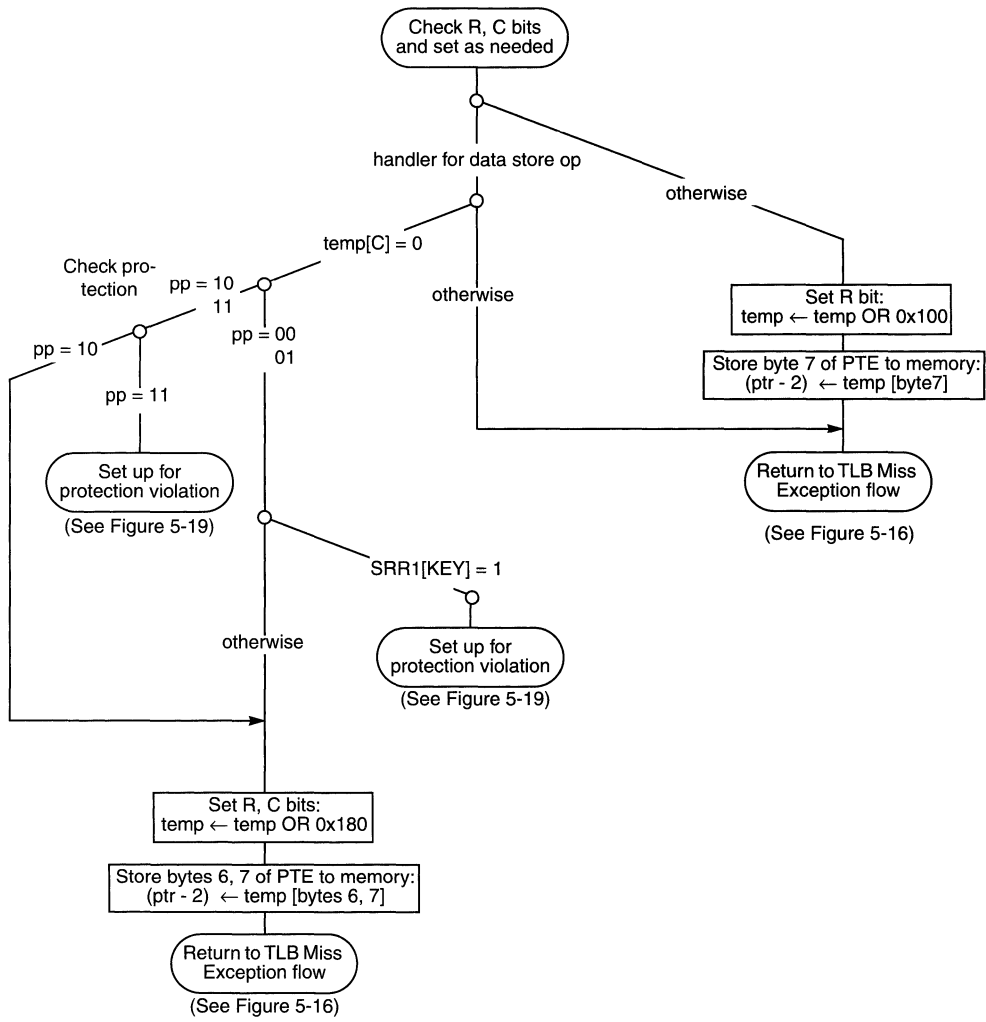 Check R, C bits
and set as needed
handler for data store op
otherwise
temp[C] = 0
Check pro-
tection
pp = 10
11
otherwise
Set R bit:
temp ← temp OR 0x100
pp = 00
01
pp = 10
Store byte 7 of PTE to memory:
(ptr - 2) ← temp [byte7]
pp = 11
Set up for
protection violation
(See Figure 5-19)
Return to TLB Miss
Exception flow
(See Figure 5-16)
SRR1[KEY] = 1
otherwise
Set up for
protection violation
(See Figure 5-19)
Set R, C bits:
temp ← temp OR 0x180
Store bytes 6, 7 of PTE to memory:
(ptr - 2) ← temp [bytes 6, 7]
Return to TLB Miss
Exception flow
(See Figure 5-16)